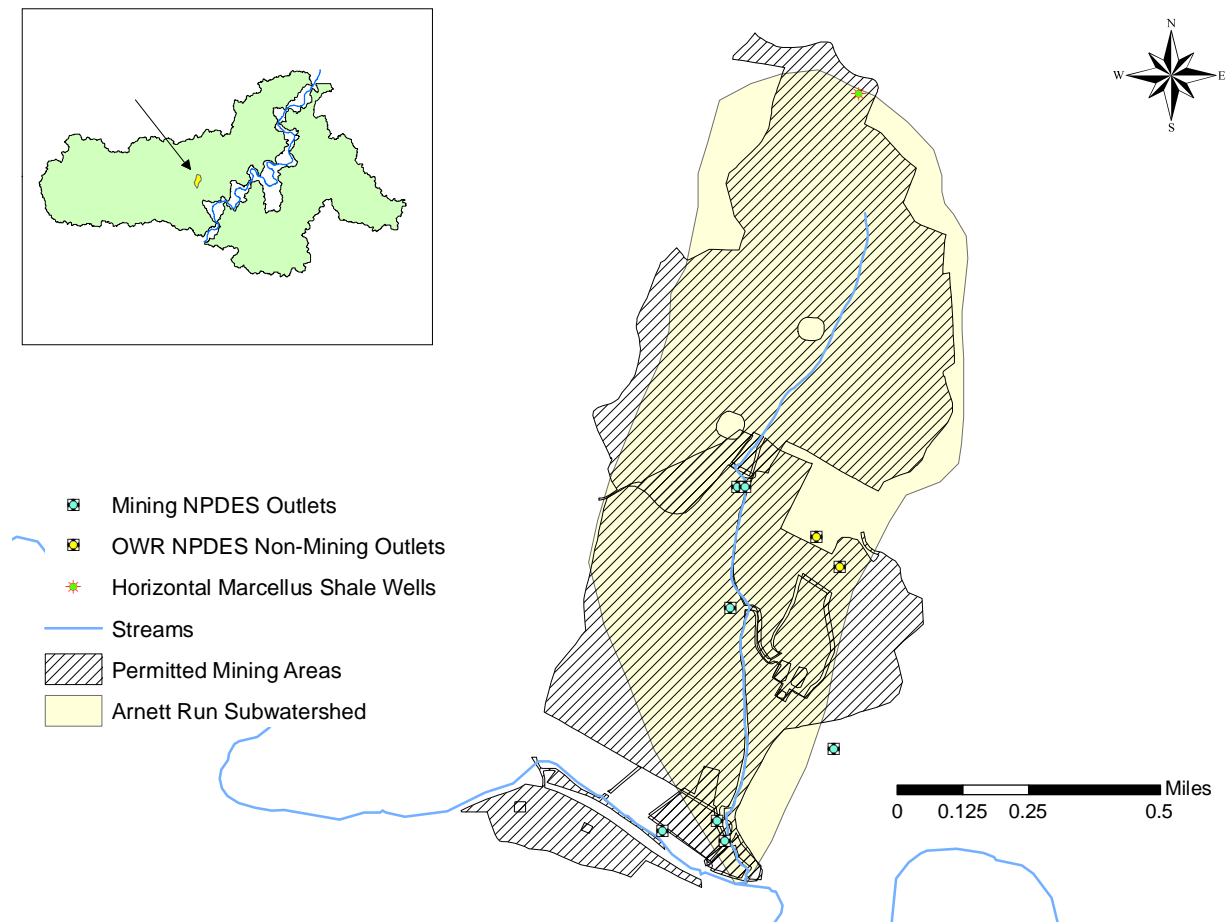 N
W
E
S
Mining NPDES Outlets
OWR NPDES Non-Mining Outlets
Horizontal Marcellus Shale Wells
Streams
Permitted Mining Areas
Arnett Run Subwatershed
Miles
0 0.125 0.25 0.5